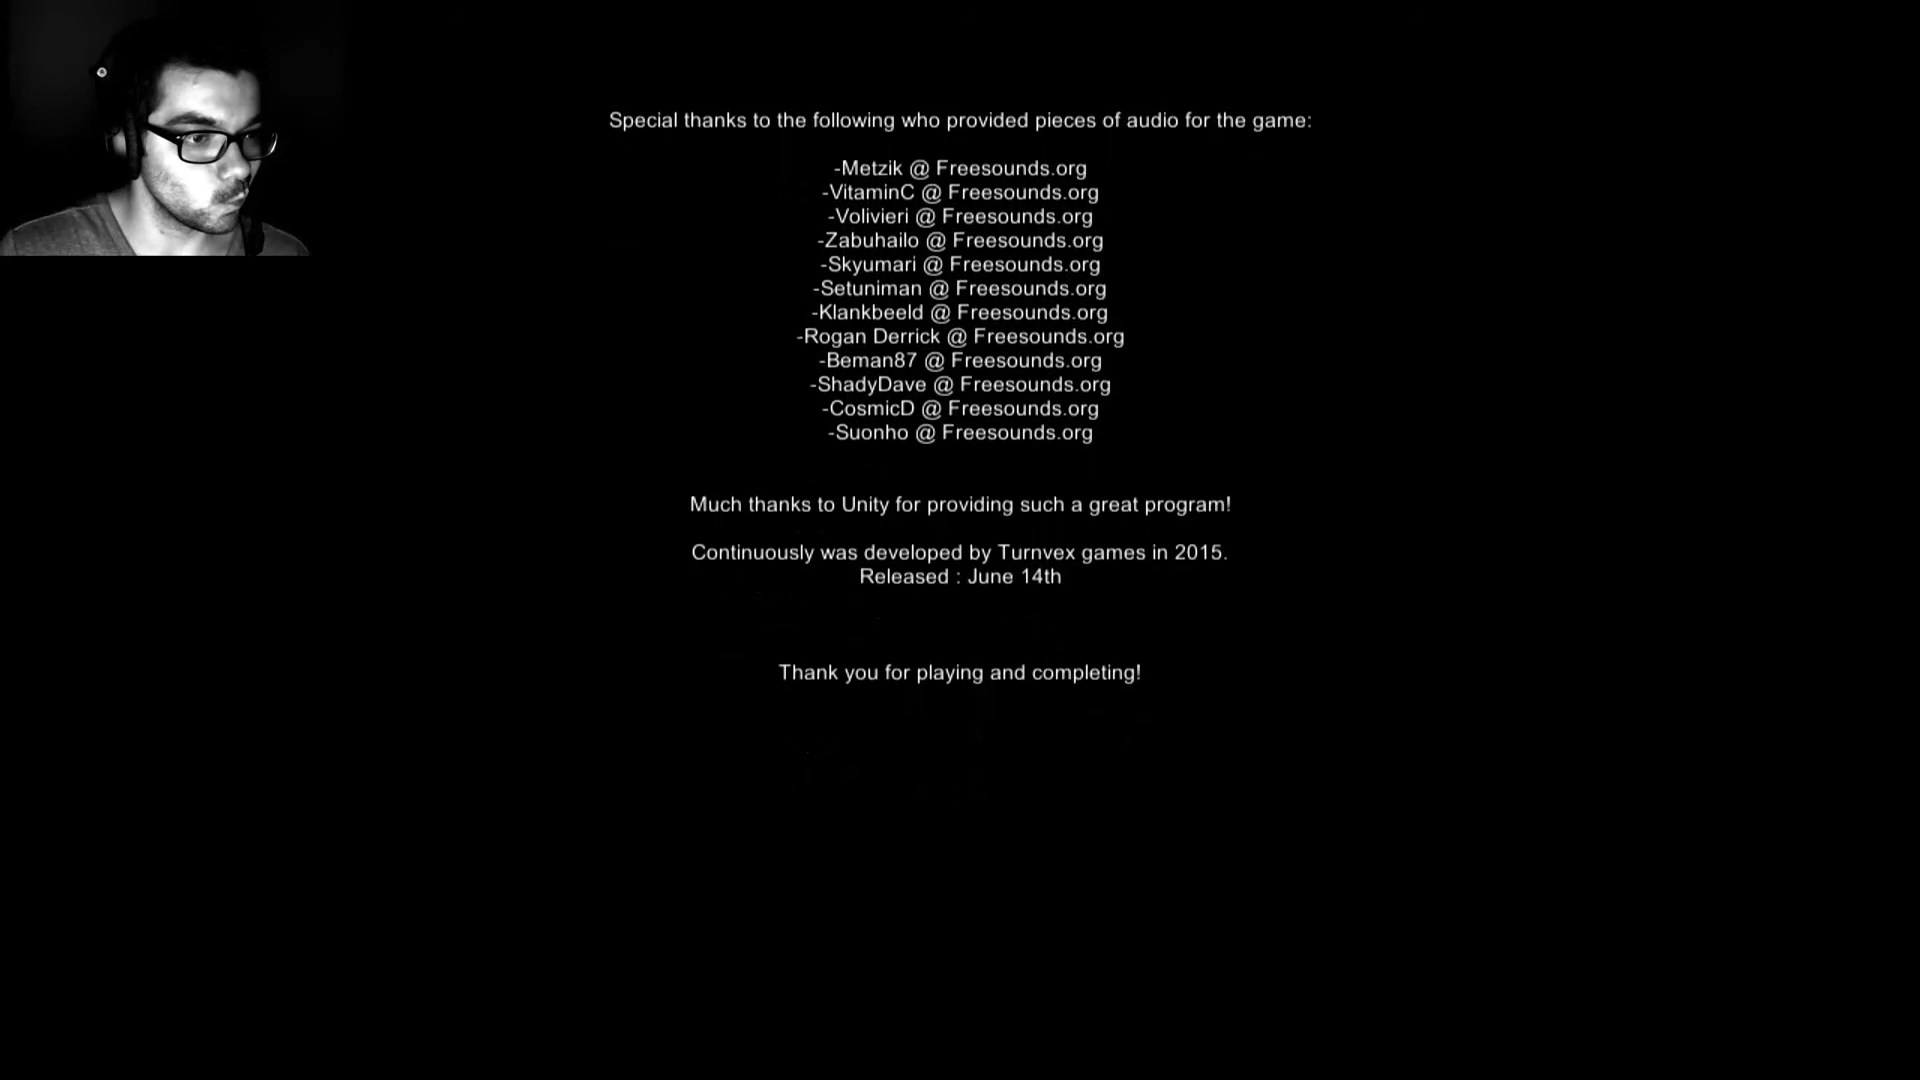 Special thanks to the following who provided pieces of audio for the game:
-Metzik @ Freesounds.org
-VitaminC @ Freesounds.org
-Volivieri @ Freesounds.org
-Zabuhailo @ Freesounds.org
-Skyumari @ Freesounds.org
-Setuniman @ Freesounds.org
-Klankbeeld @ Freesounds.org
-Rogan Derrick @ Freesounds.org
-Beman87 @ Freesounds.org
-ShadyDave @ Freesounds.org
-CosmicD @ Freesounds.org
-Suonho @ Freesounds.org
Much thanks to Unity for providing such a great program!
Continuously was developed by Turnvex games in 2015.
Released : June 14th
Thank you for playing and completing!